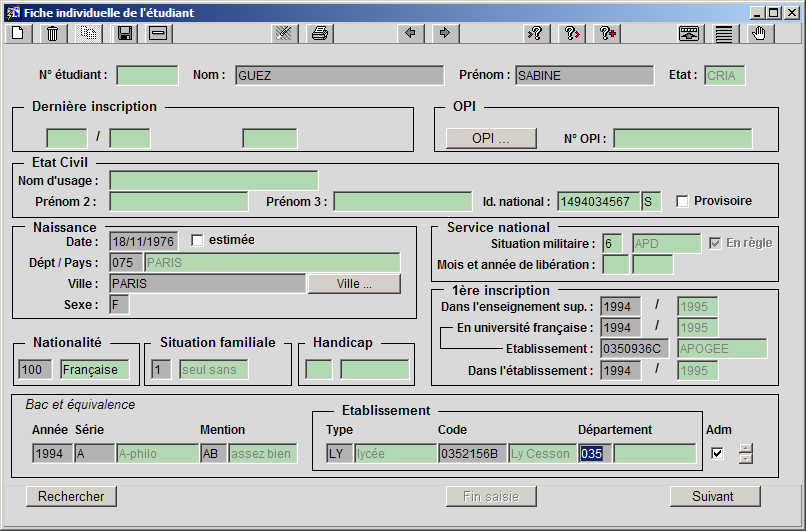 Fiche individuelle de l'étudiant
N° étudiant : Nom : GUEZ Prénom : SABINE Etat : CRIA
Dernière inscription
/
OPI
OPI ... N° OPI :
Etat Civil
Nom d'usage :
Prénom 2 : Prénom 3 : Id. national : 1494034567 S Provisoire
Naissance
Date : 18/11/1976 estimée
Dépt / Pays : 075 PARIS
Ville : PARIS Ville ...
Sexe : F
Service national
Situation militaire : 6 APD En règle
Mois et année de libération :
1ère inscription
Dans l'enseignement sup. : 1994 / 1995
En université française : 1994 / 1995
Etablissement : 0350936C APOGEE
Dans l'établissement : 1994 / 1995
Nationalité
100 Française
Situation familiale
1 seul sans
Handicap
Bac et équivalence
Année Série Mention
1994 A A-philo AB assez bien
Etablissement
Type Code Département
LY lycée 0352156B Ly Cesson 035
Adm
Rechercher Fin saisie Suivant